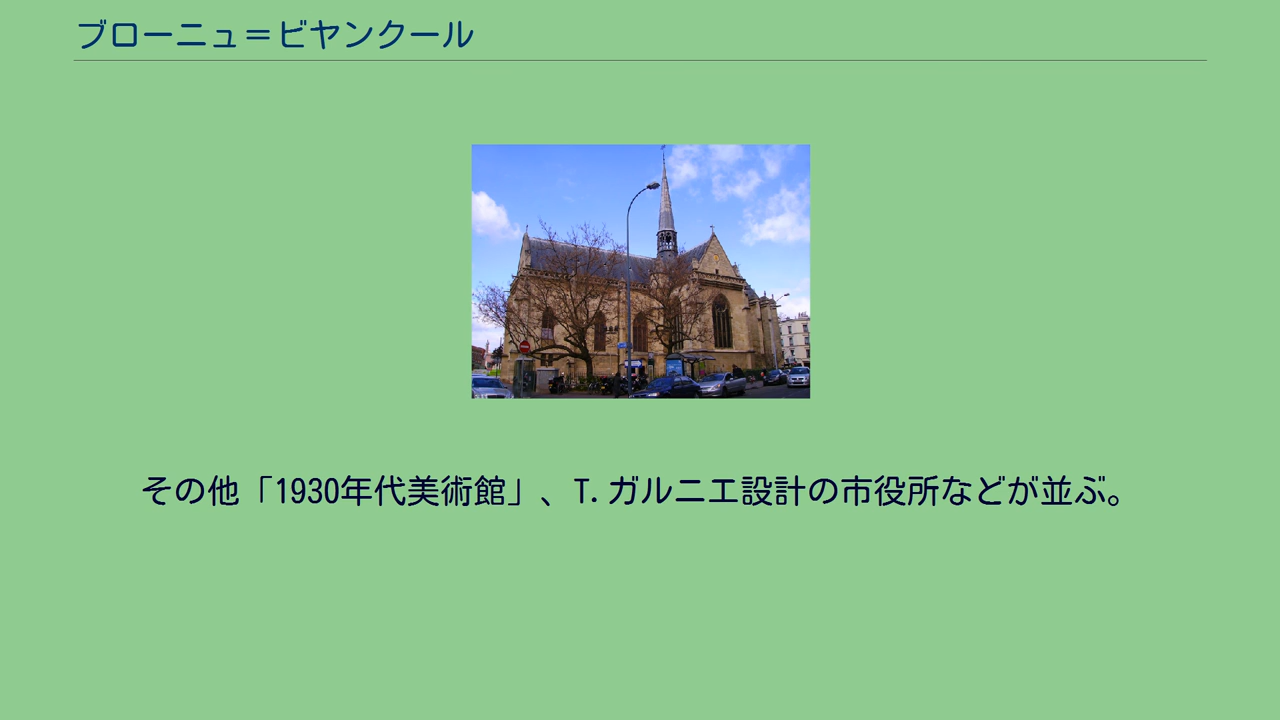 ブローニュ＝ビヤンクール
その他「1930年代美術館」、T.ガルニエ設計の市役所などが並ぶ。